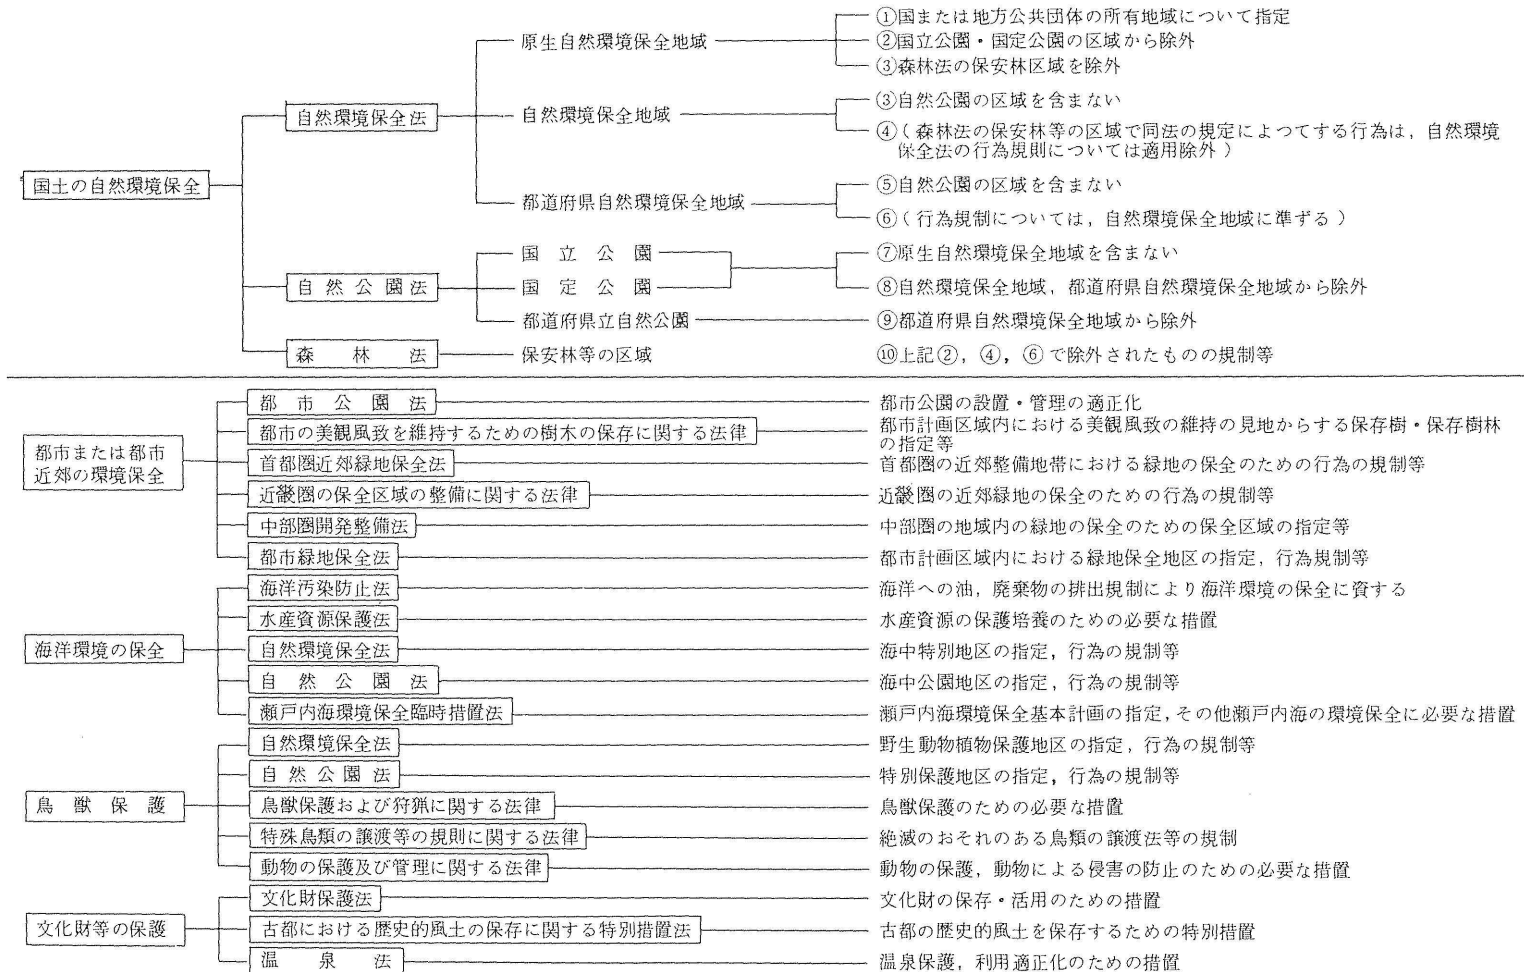 国土の自然環境保全
自然環境保全法
原生自然環境保全地域
①国または地方公共団体の所有地域について指定
②国立公園・国定公園の区域から除外
③森林法の保安林区域を除外
自然環境保全地域
③自然公園の区域を含まない
④(森林法の保安林等の区域で同法の規定によつてする行為は,自然環境
保全法の行為規則については適用除外)
都道府県自然環境保全地域
⑤自然公園の区域を含まない
⑥(行為規制については,自然環境保全地域に準ずる)
自然公園法
国立公園
国定公園
⑦原生自然環境保全地域を含まない
⑧自然環境保全地域,都道府県自然環境保全地域から除外
都道府県立自然公園
⑨都道府県自然環境保全地域から除外
森林法
保安林等の区域
⑩上記②,④,⑥で除外されたものの規制等
都市または都市
近郊の環境保全
都市公園法
都市公園の設置・管理の適正化
都市の美観風致を維持するための樹木の保存に関する法律
都市計画区域内における美観風致の維持の見地からする保存樹・保存樹林
の指定等
首都圏近郊緑地保全法
首都圏の近郊整備地帯における緑地の保全のための行為の規制等
近畿圏の保全区域の整備に関する法律
近畿圏の近郊緑地の保全のための行為の規制等
中部圏開発整備法
中部圏の地域内の緑地の保全のための保全区域の指定等
都市緑地保全法
都市計画区域内における緑地保全地区の指定,行為規制等
海洋環境の保全
海洋汚染防止法
海洋への油,廃棄物の排出規制により海洋環境の保全に資する
水産資源保護法
水産資源の保護培養のための必要な措置
自然環境保全法
海中特別地区の指定,行為の規制等
自然公園法
海中公園地区の指定,行為の規制等
瀬戸内海環境保全臨時措置法
瀬戸内海環境保全基本計画の指定,その他瀬戸内海の環境保全に必要な措置
鳥獣保護
自然環境保全法
野生動物植物保護地区の指定,行為の規制等
自然公園法
特別保護地区の指定,行為の規制等
鳥獣保護および狩猟に関する法律
鳥獣保護のための必要な措置
特殊鳥類の譲渡等の規則に関する法律
絶滅のおそれのある鳥類の譲渡法等の規制
動物の保護及び管理に関する法律
動物の保護,動物による侵害の防止のための必要な措置
文化財等の保護
文化財保護法
文化財の保存・活用のための措置
古都における歴史的風土の保存に関する特別措置法
古都の歴史的風土を保存するための特別措置
温泉法
温泉保護,利用適正化のための措置